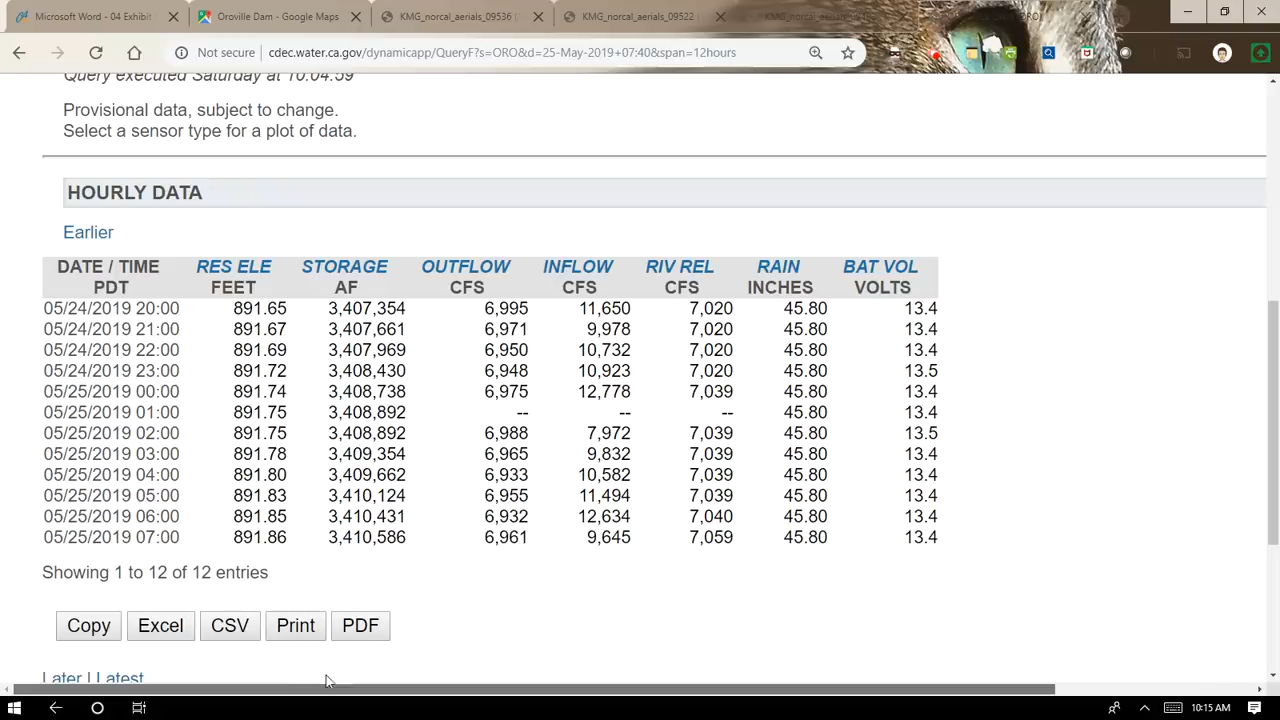 Microsoft Word - 04 Exhibit
Oroville Dam - Google Maps
KMG_norcal_aerials_09536 (
KMG_norcal_aerials_09522 (
Not secure
cdec.water.ca.gov/dynamicapp/QueryF?s=ORO&d=25-May-2019+07:40&span=12hours
Query executed Saturday at 10:04:59
Provisional data, subject to change.
Select a sensor type for a plot of data.
HOURLY DATA
Earlier
DATE / TIME RES ELE STORAGE OUTFLOW INFLOW RIV REL RAIN BAT VOL
PDT FEET AF CFS CFS CFS INCHES VOLTS
05/24/2019 20:00 891.65 3,407,354 6,995 11,650 7,020 45.80 13.4
05/24/2019 21:00 891.67 3,407,661 6,971 9,978 7,020 45.80 13.4
05/24/2019 22:00 891.69 3,407,969 6,950 10,732 7,020 45.80 13.4
05/24/2019 23:00 891.72 3,408,430 6,948 10,923 7,020 45.80 13.5
05/25/2019 00:00 891.74 3,408,738 6,975 12,778 7,039 45.80 13.4
05/25/2019 01:00 891.75 3,408,892 -- -- -- 45.80 13.4
05/25/2019 02:00 891.75 3,408,892 6,988 7,972 7,039 45.80 13.5
05/25/2019 03:00 891.78 3,409,354 6,965 9,832 7,039 45.80 13.4
05/25/2019 04:00 891.80 3,409,662 6,933 10,582 7,039 45.80 13.4
05/25/2019 05:00 891.83 3,410,124 6,955 11,494 7,039 45.80 13.4
05/25/2019 06:00 891.85 3,410,431 6,932 12,634 7,040 45.80 13.4
05/25/2019 07:00 891.86 3,410,586 6,961 9,645 7,059 45.80 13.4
Showing 1 to 12 of 12 entries
Copy Excel CSV Print PDF
Later | Latest
10:15 AM